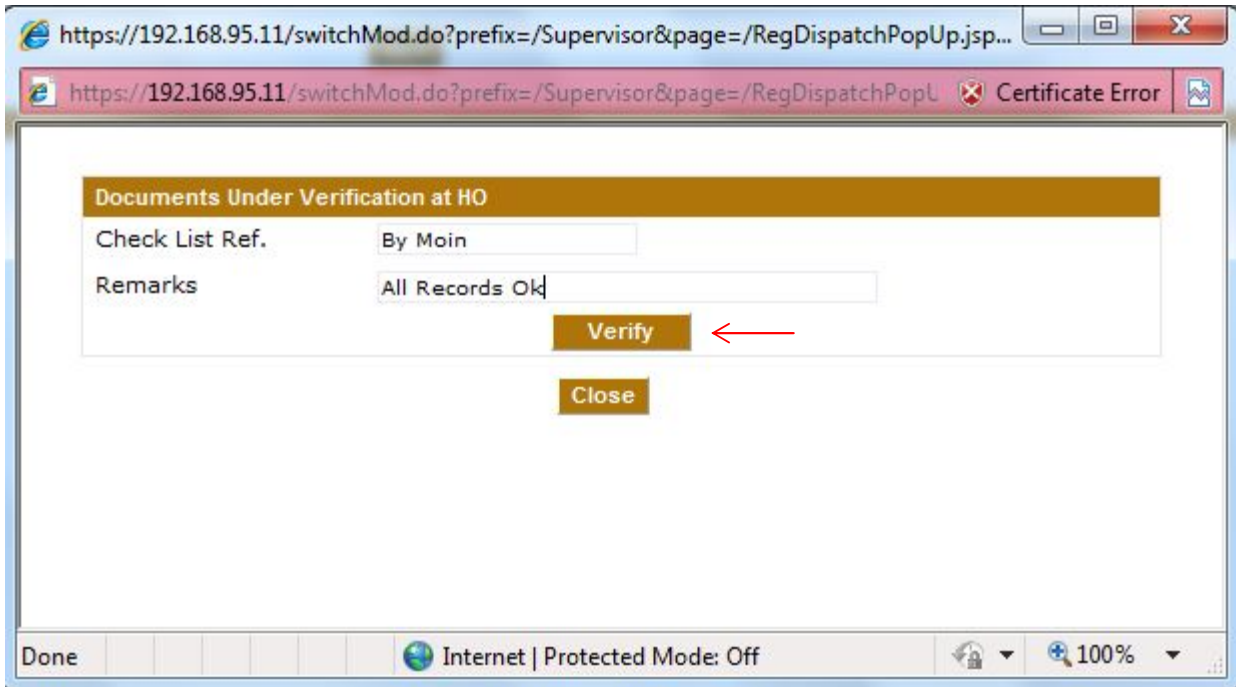 https://192.168.95.11/switchMod.do?prefix=/Supervisor&page=/RegDispatchPopUp.jsp...
https://192.168.95.11/switchMod.do?prefix=/Supervisor&page=/RegDispatchPopU Certificate Error
Documents Under Verification at HO
Check List Ref. By Moin
Remarks All Records Ok
Verify
Close
Done Internet | Protected Mode: Off 100%